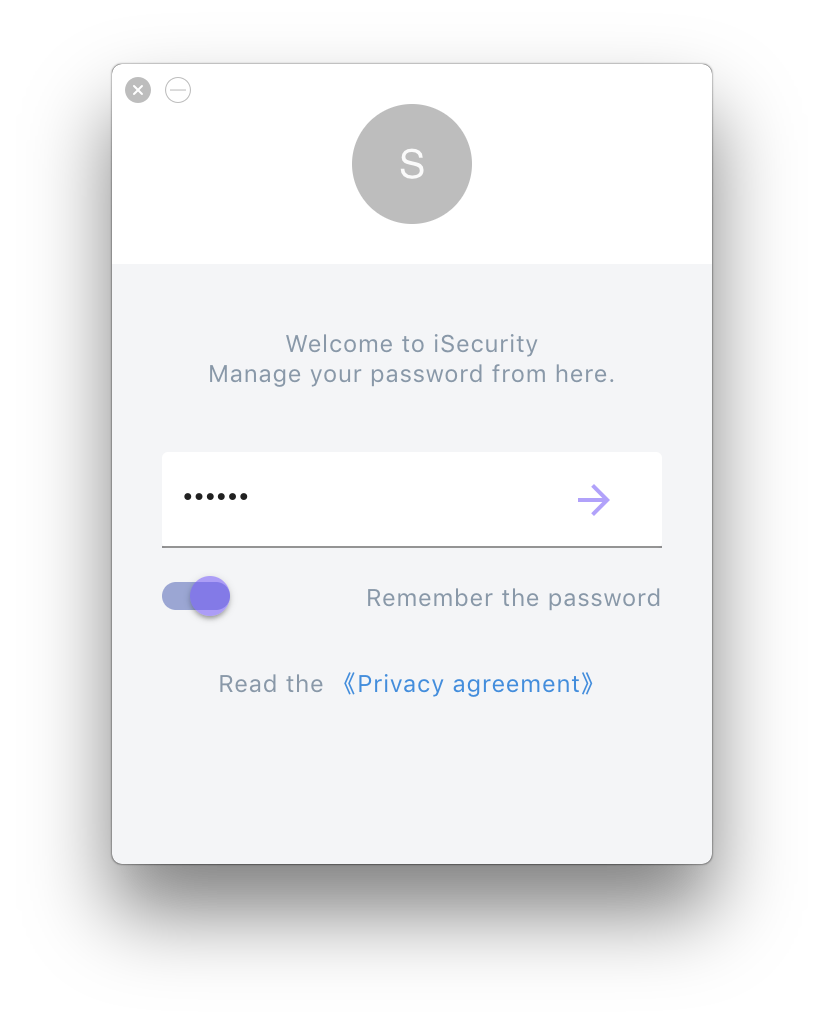 S
Welcome to iSecurity
Manage your password from here.
••••••
Remember the password
Read the 《Privacy agreement》